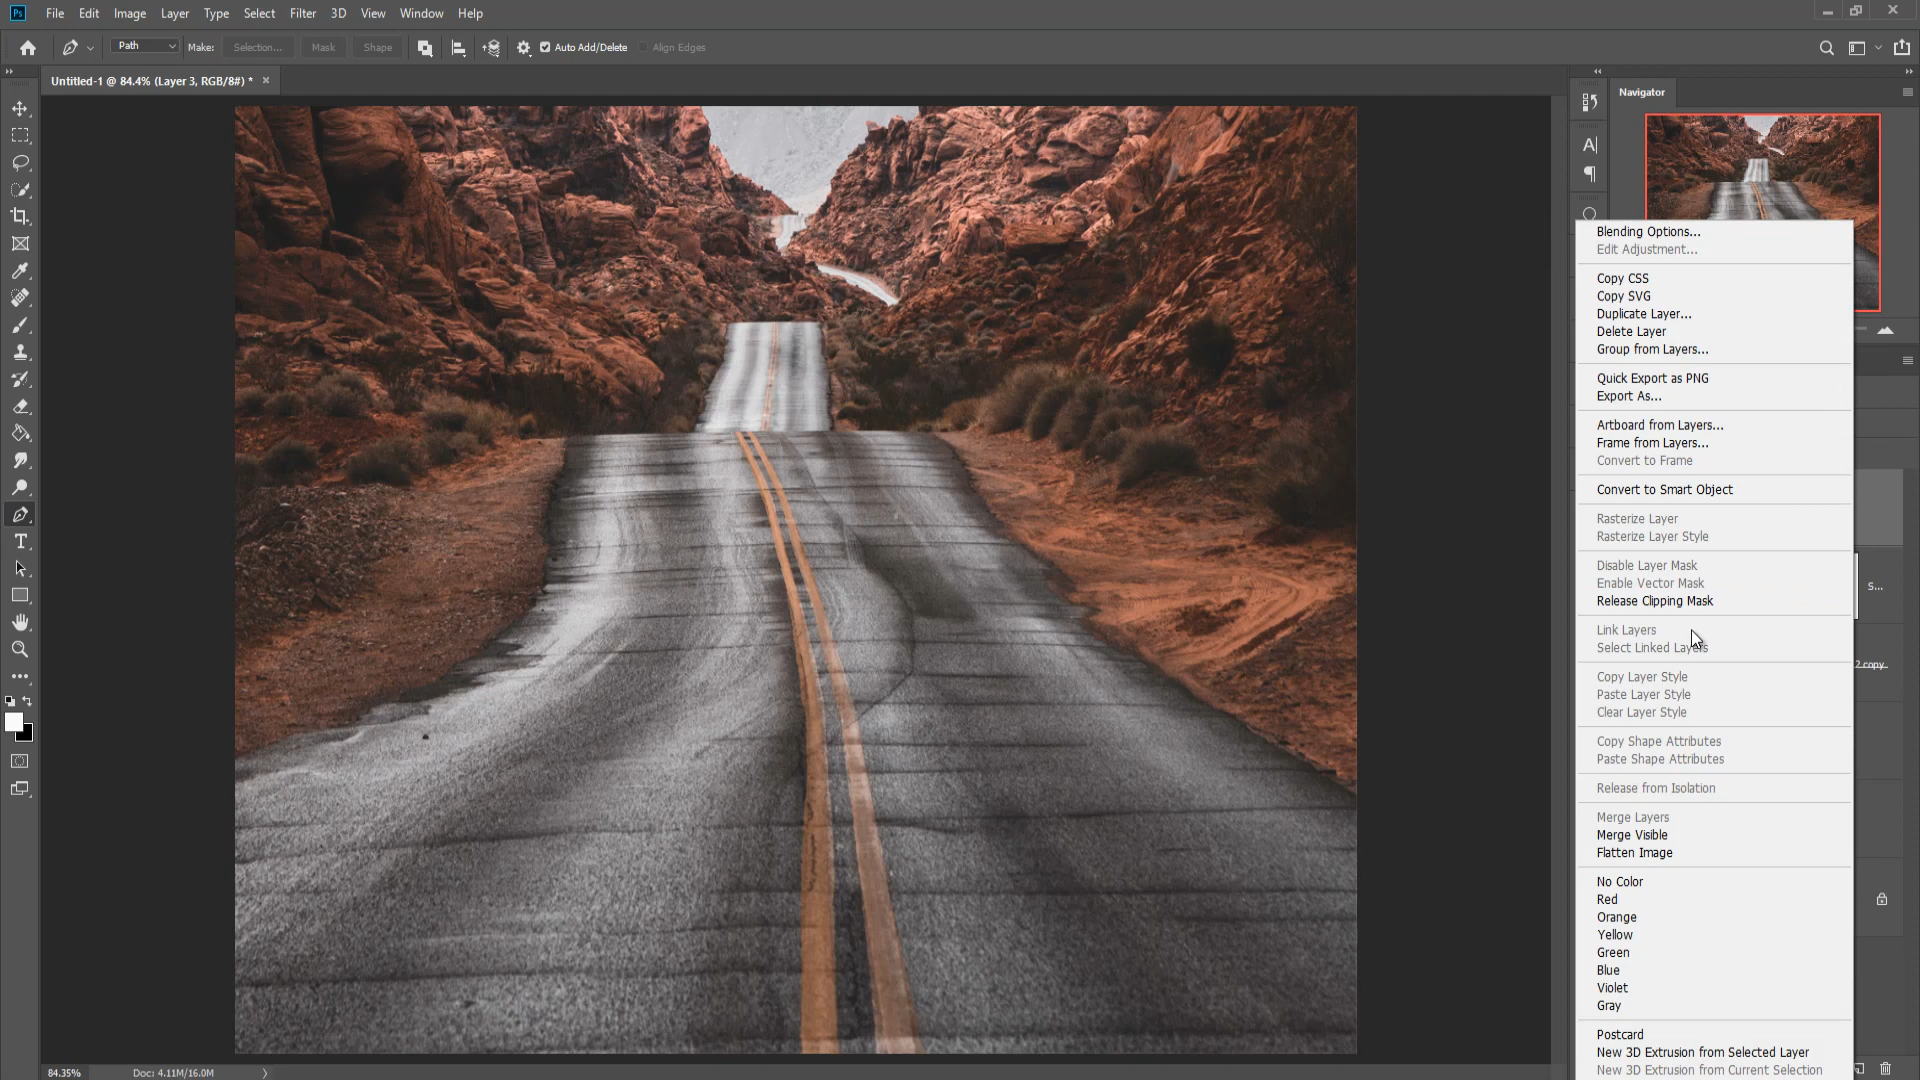 Ps File Edit Image Layer Type Select Filter 3D View Window Help
Path Make: Selection... Mask Shape Auto Add/Delete Align Edges
Untitled-1 @ 84.4% (Layer 3, RGB/8#) * ×
Navigator
Blending Options...
Edit Adjustment...
Copy CSS
Copy SVG
Duplicate Layer...
Delete Layer
Group from Layers...
Quick Export as PNG
Export As...
Artboard from Layers...
Frame from Layers...
Convert to Frame
Convert to Smart Object
Rasterize Layer
Rasterize Layer Style
Disable Layer Mask
Enable Vector Mask
S...
Release Clipping Mask
Link Layers
Select Linked Layers
2 copy
Copy Layer Style
Paste Layer Style
Clear Layer Style
Copy Shape Attributes
Paste Shape Attributes
Release from Isolation
Merge Layers
Merge Visible
Flatten Image
No Color
Red
Orange
Yellow
Green
Blue
Violet
Gray
Postcard
New 3D Extrusion from Selected Layer
New 3D Extrusion from Current Selection
84.35% Doc: 4.11M/16.0M